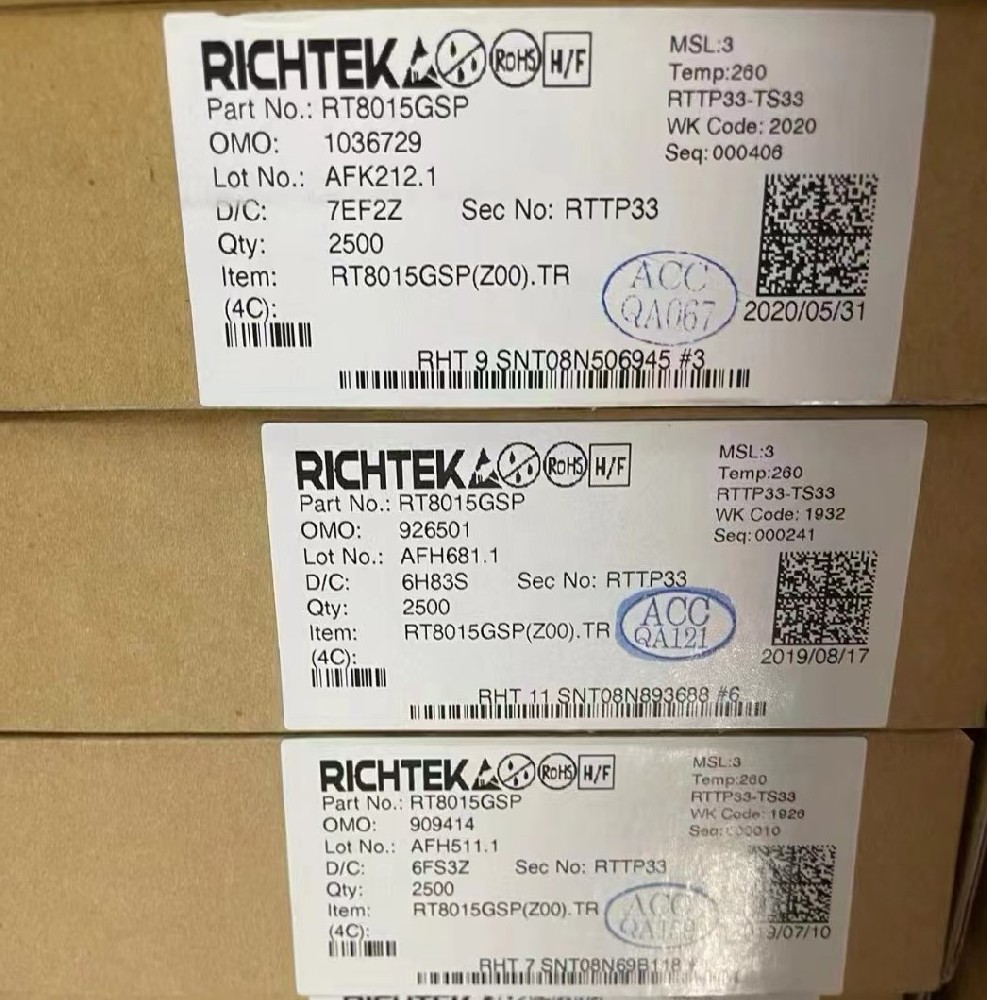 RICHTEK RoHS H/F
Part No.: RT8015GSP
OMO: 1036729
Lot No.: AFK212.1
D/C: 7EF2Z Sec No: RTTP33
Qty: 2500
Item: RT8015GSP(Z00).TR
(4C):
MSL:3
Temp:260
RTTP33-TS33
WK Code: 2020
Seq: 000406
ACC
QA067
2020/05/31
RHT 9 SNT08N506945 #3
RICHTEK RoHS H/F
Part No.: RT8015GSP
OMO: 926501
Lot No.: AFH681.1
D/C: 6H83S Sec No: RTTP33
Qty: 2500
Item: RT8015GSP(Z00).TR
(4C):
MSL:3
Temp:260
RTTP33-TS33
WK Code: 1932
Seq: 000241
ACC
QA121
2019/08/17
RHT 11 SNT08N893688 #6
RICHTEK RoHS H/F
Part No.: RT8015GSP
OMO: 909414
Lot No.: AFH511.1
D/C: 6FS3Z Sec No: RTTP33
Qty: 2500
Item: RT8015GSP(Z00).TR
(4C):
MSL:3
Temp:260
RTTP33-TS33
WK Code: 1926
Seq:
ACC
RHT 7 SNT08N69B118